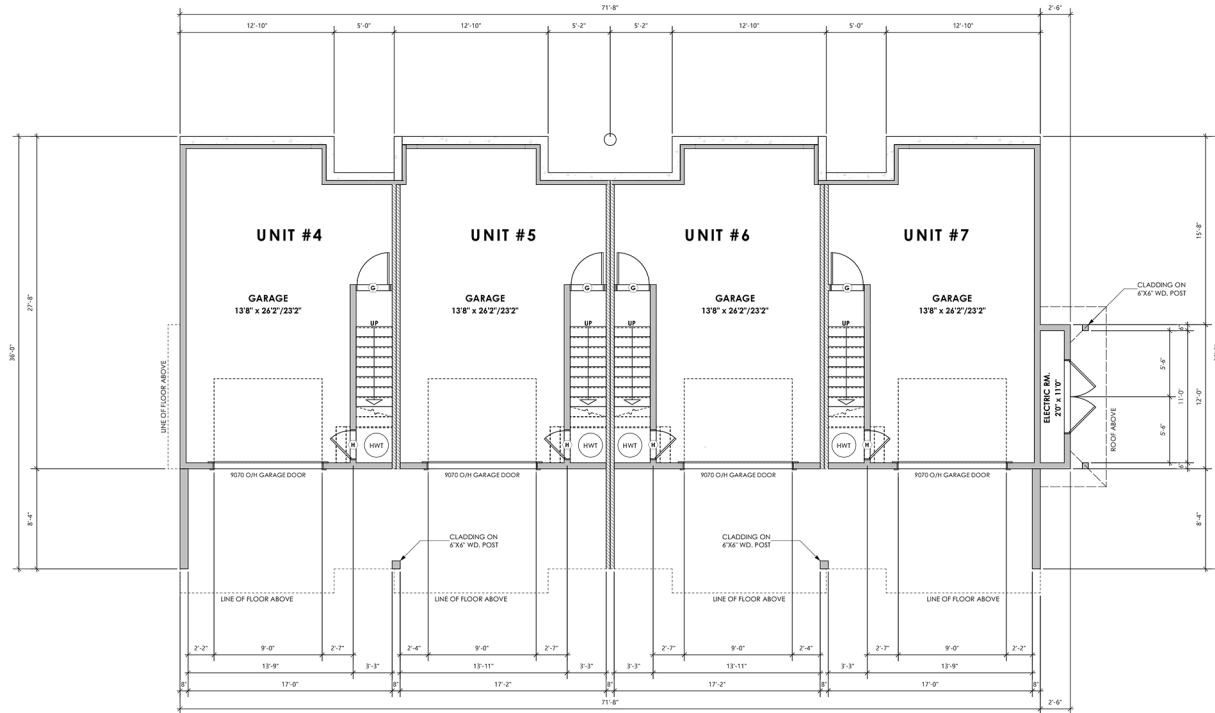 71'-8"
2'-6"
12'-10"
5'-0"
12'-10"
5'-2"
5'-2"
12'-10"
5'-0"
12'-10"
36'-0"
27'-8"
8'-4"
15'-8"
12'-0"
8'-4"
6"
11'-0"
6"
5'-6"
5'-6"
UNIT #4
UNIT #5
UNIT #6
UNIT #7
GARAGE
13'8" x 26'2"/23'2"
GARAGE
13'8" x 26'2"/23'2"
GARAGE
13'8" x 26'2"/23'2"
GARAGE
13'8" x 26'2"/23'2"
G
G
G
G
UP
UP
UP
UP
H
HWT
H
HWT
HWT
H
HWT
H
CLADDING ON
6"X6" WD. POST
ELECTRIC RM.
2'0" x 11'0"
ROOF ABOVE
LINE OF FLOOR ABOVE
9070 O/H GARAGE DOOR
9070 O/H GARAGE DOOR
9070 O/H GARAGE DOOR
9070 O/H GARAGE DOOR
CLADDING ON
6"X6" WD. POST
CLADDING ON
6"X6" WD. POST
LINE OF FLOOR ABOVE
LINE OF FLOOR ABOVE
LINE OF FLOOR ABOVE
LINE OF FLOOR ABOVE
2'-2"
9'-0"
2'-7"
2'-4"
9'-0"
2'-7"
2'-7"
9'-0"
2'-4"
2'-7"
9'-0"
2'-2"
13'-9"
3'-3"
13'-11"
3'-3"
3'-3"
13'-11"
3'-3"
13'-9"
8"
17'-0"
8"
17'-2"
8"
17'-2"
8"
17'-0"
8"
71'-8"
2'-6"